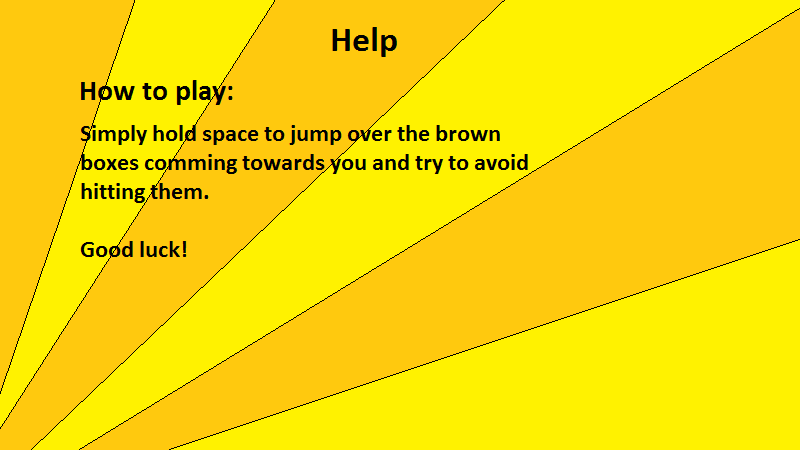 Help
How to play:
Simply hold space to jump over the brown
boxes comming towards you and try to avoid
hitting them.
Good luck!